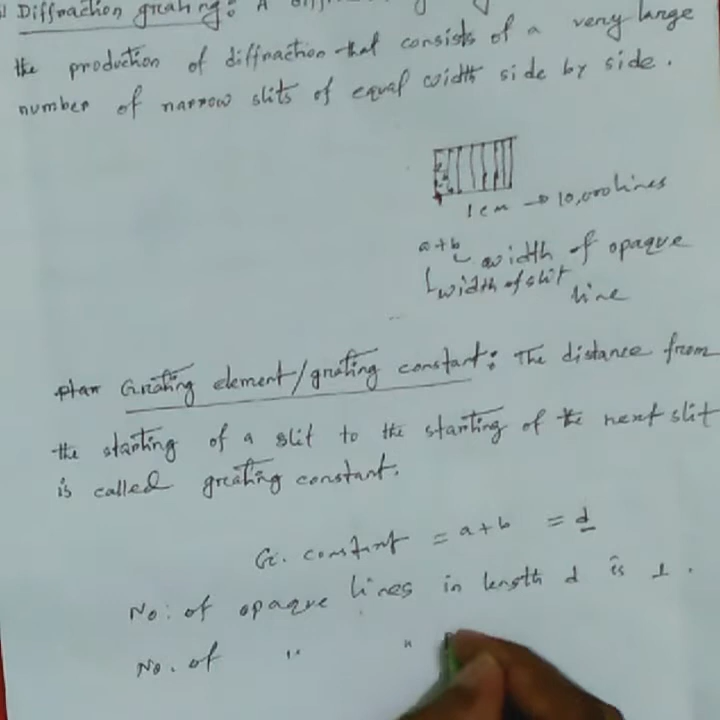 Diffraction grating: A
the production of diffraction that consists of a very large
number of narrow slits of equal width side by side.
1 cm → 10,000 lines
a+b
width of opaque
width of slit
line
Grating element/grating constant: The distance from
the starting of a slit to the starting of the next slit
is called greating constant.
G. constant = a+b = d
No: of opaque lines in length d is 1.
No. of " "